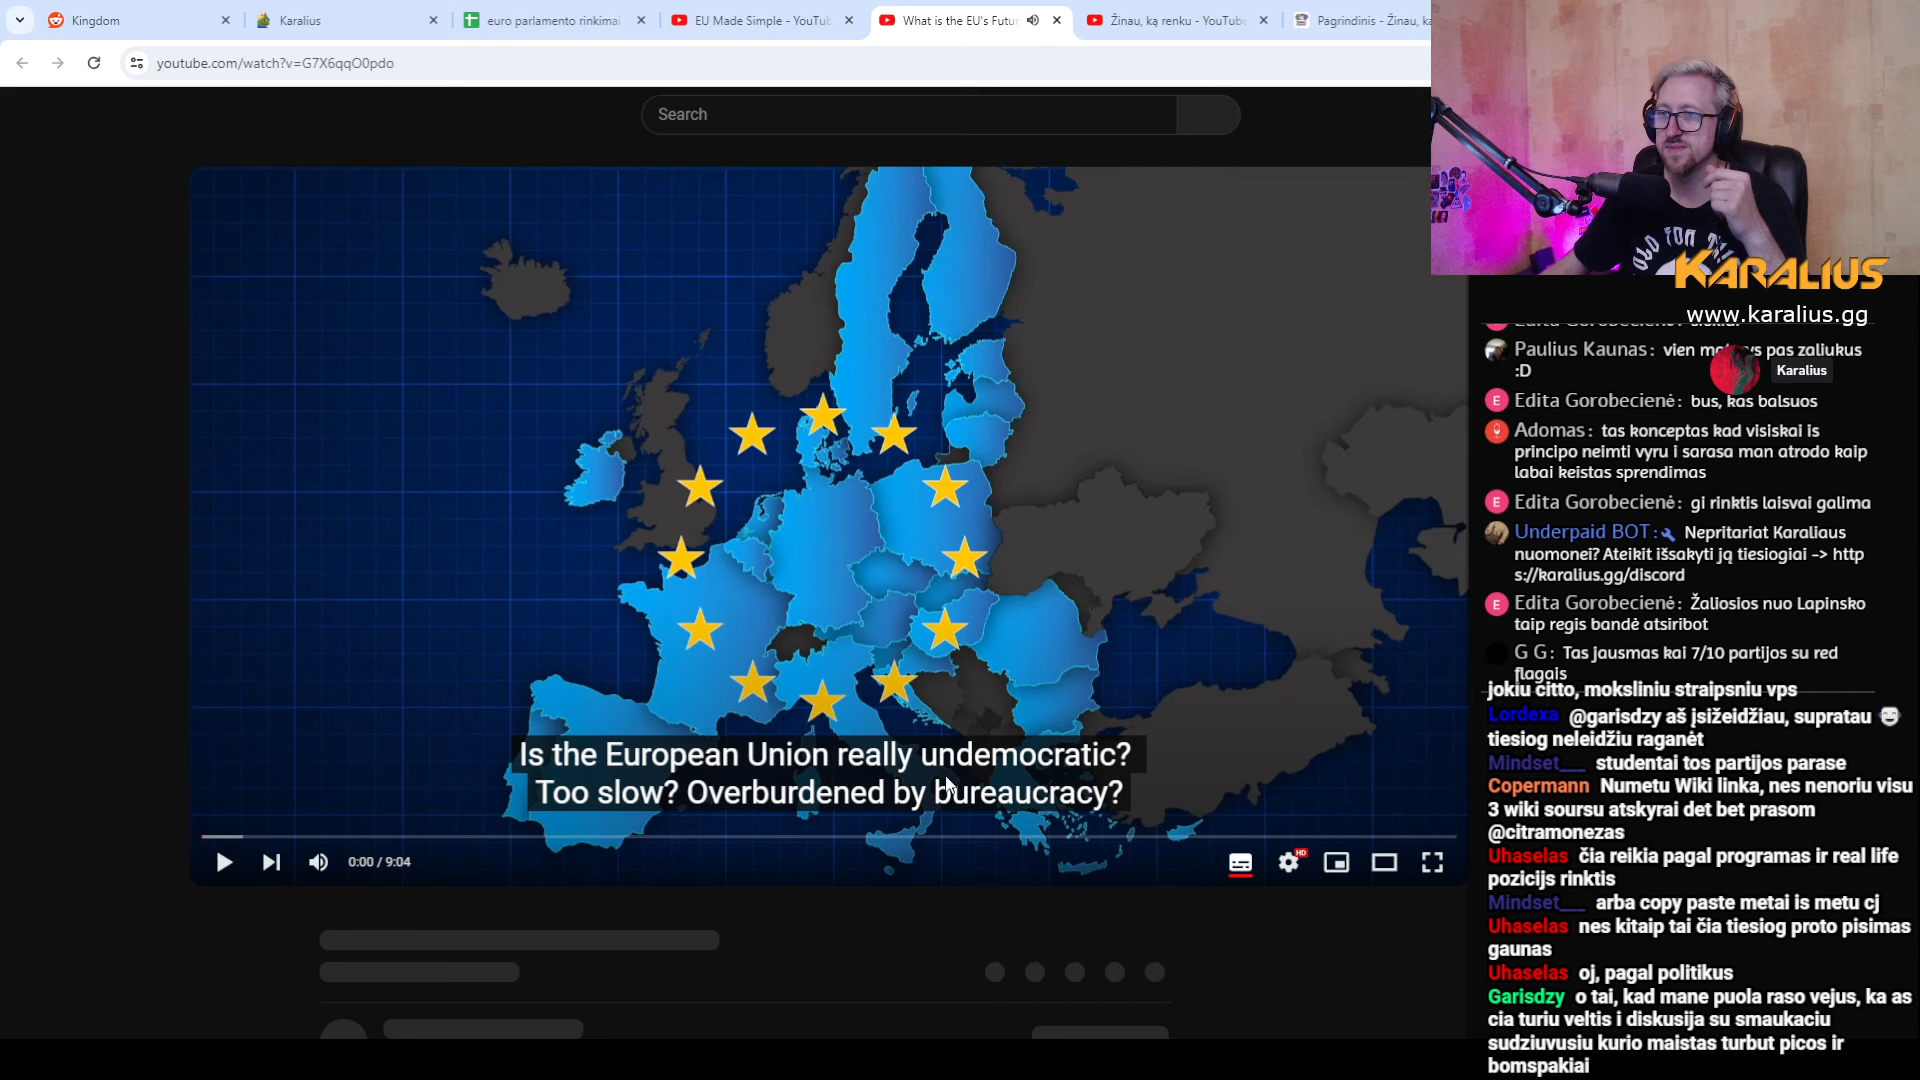 Kingdom
Karalius
euro parlamento rinkimai
EU Made Simple - YouTub
What is the EU's Futur
Žinau, ką renku - YouTube
Pagrindinis - Žinau, ka
youtube.com/watch?v=G7X6qqO0pdo
Search
KARALIUS
www.karalius.gg
Edita Gorobecienė:
Paulius Kaunas: vien pas zaliukus
:D
Karalius
Edita Gorobecienė: bus, kas balsuos
Adomas: tas konceptas kad visiskai is
principo neimti vyru i sarasa man atrodo kaip
labai keistas sprendimas
Edita Gorobecienė: gi rinktis laisvai galima
Underpaid BOT: Nepritariat Karaliaus
nuomonei? Ateikit išsakyti ją tiesiogiai -> http
s://karalius.gg/discord
Edita Gorobecienė: Žaliosios nuo Lapinsko
taip regis bandė atsiribot
G G: Tas jausmas kai 7/10 partijos su red
flagais
jokiu citto, moksliniu straipsniu vps
Lordexa @garisdzy aš įsižeidžiau, supratau
tiesiog neleidžiu raganėt
Mindset___ studentai tos partijos parase
Copermann Numetu Wiki linka, nes nenoriu visu
3 wiki soursu atskyrai det bet prasom
@citramonezas
Uhaselas čia reikia pagal programas ir real life
pozicijs rinktis
Mindset___ arba copy paste metai is metu cj
Uhaselas nes kitaip tai čia tiesiog proto pisimas
gaunas
Uhaselas oj, pagal politikus
Garisdzy o tai, kad mane puola raso vejus, ka as
cia turiu veltis i diskusija su smaukaciu
sudziuvusiu kurio maistas turbut picos ir
bomspakiai
Is the European Union really undemocratic?
Too slow? Overburdened by bureaucracy?
0:00 / 9:04
HD